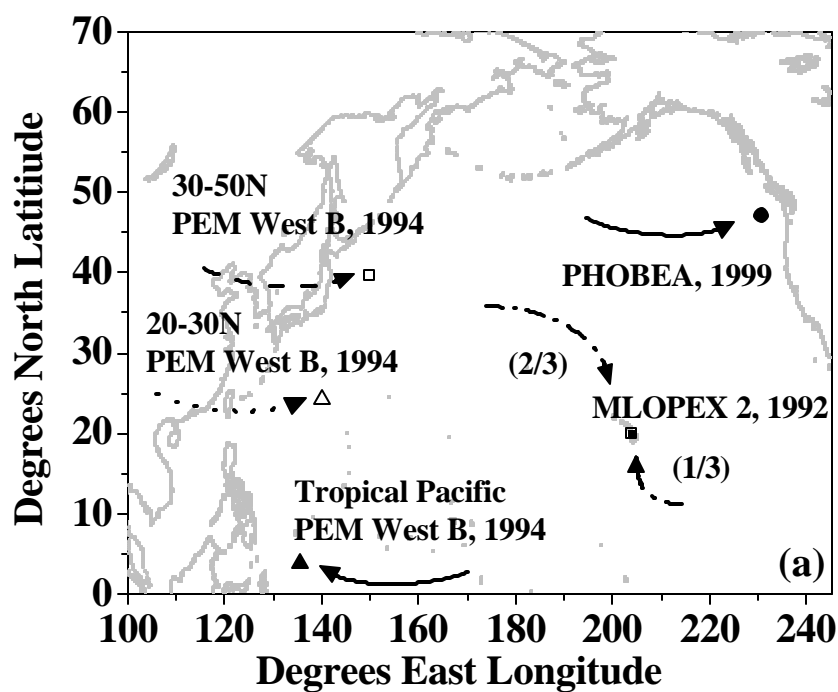 70
60
50
40
30
20
10
0
Degrees North Latitiude
30-50N
PEM West B, 1994
20-30N
PEM West B, 1994
PHOBEA, 1999
(2/3)
MLOPEX 2, 1992
(1/3)
Tropical Pacific
PEM West B, 1994
(a)
100 120 140 160 180 200 220 240
Degrees East Longitude